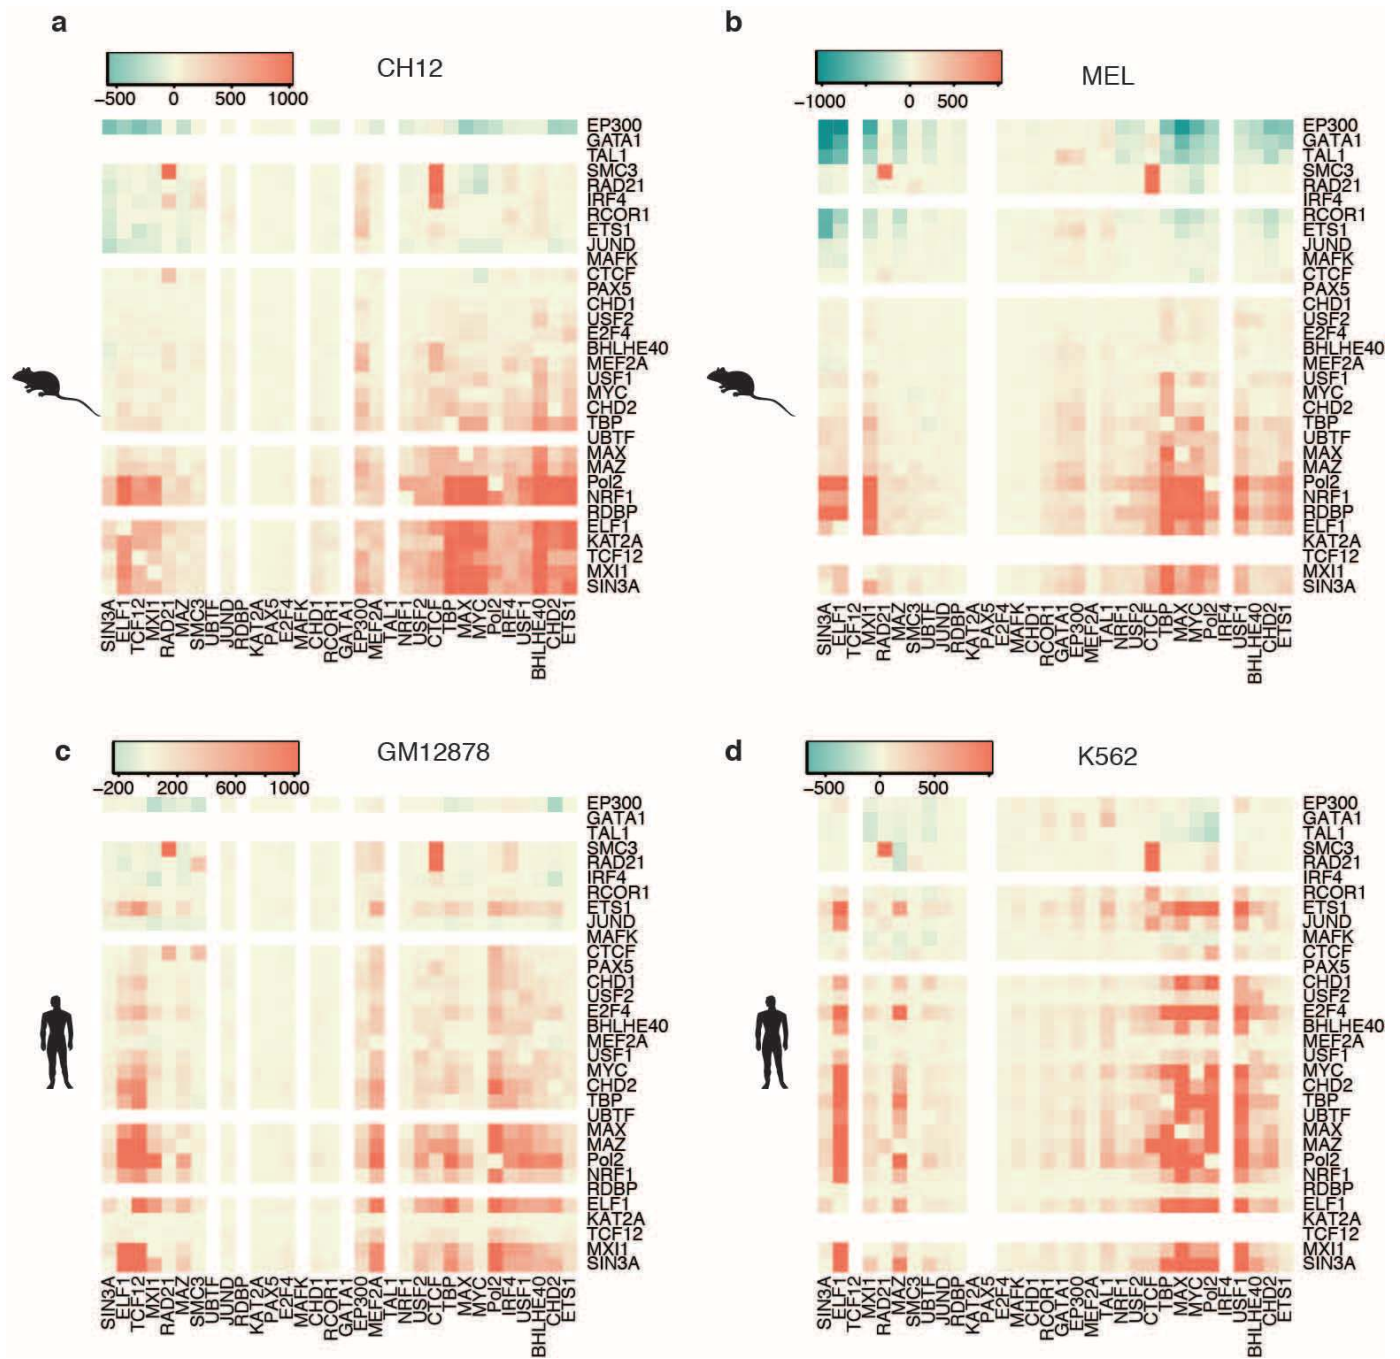 a
CH12
−500 0 500 1000
EP300
GATA1
TAL1
SMC3
RAD21
IRF4
RCOR1
ETS1
JUND
MAFK
CTCF
PAX5
CHD1
USF2
E2F4
BHLHE40
MEF2A
USF1
MYC
CHD2
TBP
UBTF
MAX
MAZ
Pol2
NRF1
RDBP
ELF1
KAT2A
TCF12
MXI1
SIN3A
SIN3A ELF1 TCF12 MXI1 RAD21 MAZ SMC3 UBTF JUND RDBP KAT2A PAX5 E2F4 MAFK CHD1 RCOR1 GATA1 EP300 MEF2A TAL1 NRF1 USF2 CTCF TBP MAX MYC Pol2 IRF4 USF1 BHLHE40 CHD2 ETS1
b
MEL
−1000 0 500
EP300
GATA1
TAL1
SMC3
RAD21
IRF4
RCOR1
ETS1
JUND
MAFK
CTCF
PAX5
CHD1
USF2
E2F4
BHLHE40
MEF2A
USF1
MYC
CHD2
TBP
UBTF
MAX
MAZ
Pol2
NRF1
RDBP
ELF1
KAT2A
TCF12
MXI1
SIN3A
SIN3A ELF1 TCF12 MXI1 RAD21 MAZ SMC3 UBTF JUND RDBP KAT2A PAX5 E2F4 MAFK CHD1 RCOR1 GATA1 EP300 MEF2A TAL1 NRF1 USF2 CTCF TBP MAX MYC Pol2 IRF4 USF1 BHLHE40 CHD2 ETS1
c
GM12878
−200 200 600 1000
EP300
GATA1
TAL1
SMC3
RAD21
IRF4
RCOR1
ETS1
JUND
MAFK
CTCF
PAX5
CHD1
USF2
E2F4
BHLHE40
MEF2A
USF1
MYC
CHD2
TBP
UBTF
MAX
MAZ
Pol2
NRF1
RDBP
ELF1
KAT2A
TCF12
MXI1
SIN3A
SIN3A ELF1 TCF12 MXI1 RAD21 MAZ SMC3 UBTF JUND RDBP KAT2A PAX5 E2F4 MAFK CHD1 RCOR1 GATA1 EP300 MEF2A TAL1 NRF1 USF2 CTCF TBP MAX MYC Pol2 IRF4 USF1 BHLHE40 CHD2 ETS1
d
K562
−500 0 500
EP300
GATA1
TAL1
SMC3
RAD21
IRF4
RCOR1
ETS1
JUND
MAFK
CTCF
PAX5
CHD1
USF2
E2F4
BHLHE40
MEF2A
USF1
MYC
CHD2
TBP
UBTF
MAX
MAZ
Pol2
NRF1
RDBP
ELF1
KAT2A
TCF12
MXI1
SIN3A
SIN3A ELF1 TCF12 MXI1 RAD21 MAZ SMC3 UBTF JUND RDBP KAT2A PAX5 E2F4 MAFK CHD1 RCOR1 GATA1 EP300 MEF2A TAL1 NRF1 USF2 CTCF TBP MAX MYC Pol2 IRF4 USF1 BHLHE40 CHD2 ETS1